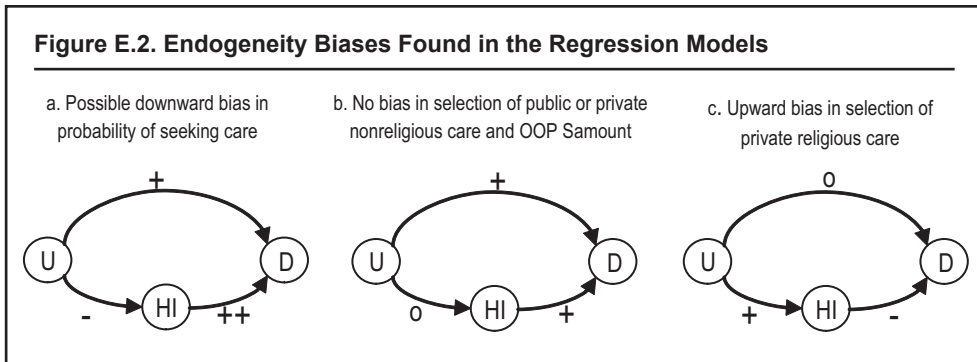 Figure E.2. Endogeneity Biases Found in the Regression Models
a. Possible downward bias in
probability of seeking care
+
U
D
-
HI
++
b. No bias in selection of public or private
nonreligious care and OOP Samount
+
U
D
o
HI
+
c. Upward bias in selection of
private religious care
o
U
D
+
HI
-